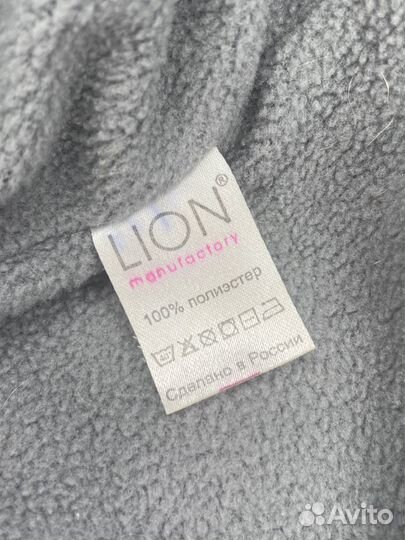 LION®
manufactory
100% полиэстер
Сделано в России
Avito